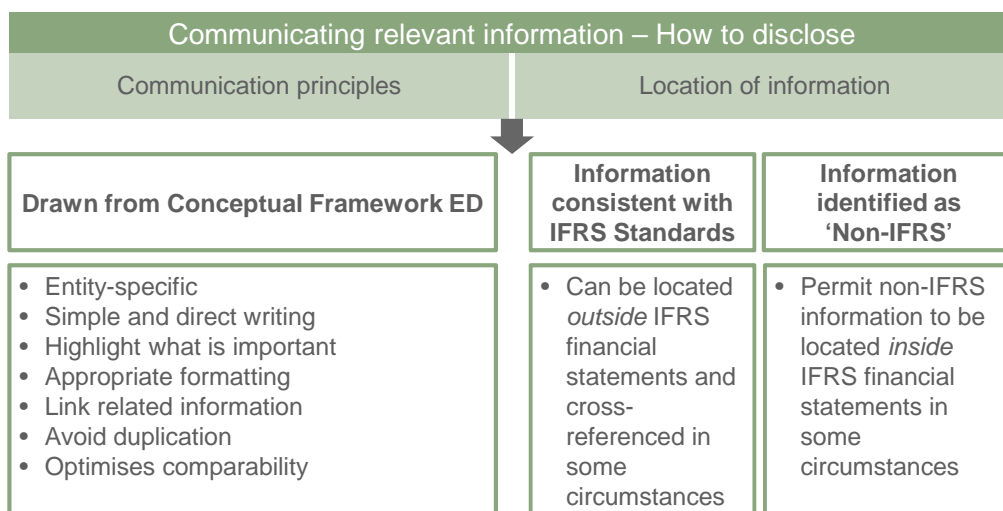 Communicating relevant information – How to disclose
Communication principles
Location of information
Drawn from Conceptual Framework ED
Information
consistent with
IFRS Standards
Information
identified as
‘Non-IFRS’
• Entity-specific
• Simple and direct writing
• Highlight what is important
• Appropriate formatting
• Link related information
• Avoid duplication
• Optimises comparability
• Can be located
outside IFRS
financial
statements and
cross-
referenced in
some
circumstances
• Permit non-IFRS
information to be
located inside
IFRS financial
statements in
some
circumstances